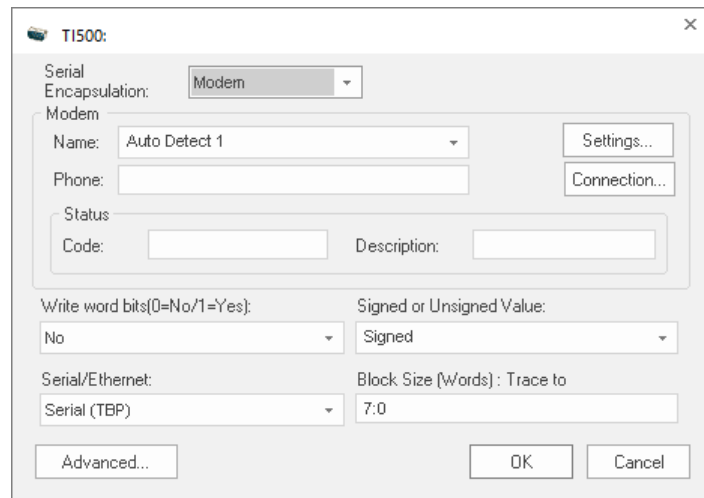 TI500:
Serial
Encapsulation:
Modem
Modem
Name:
Auto Detect 1
Settings...
Phone:
Connection...
Status
Code:
Description:
Write word bits(0=No/1=Yes):
Signed or Unsigned Value:
No
Signed
Serial/Ethernet:
Block Size (Words) : Trace to
Serial (TBP)
7:0
Advanced...
OK
Cancel